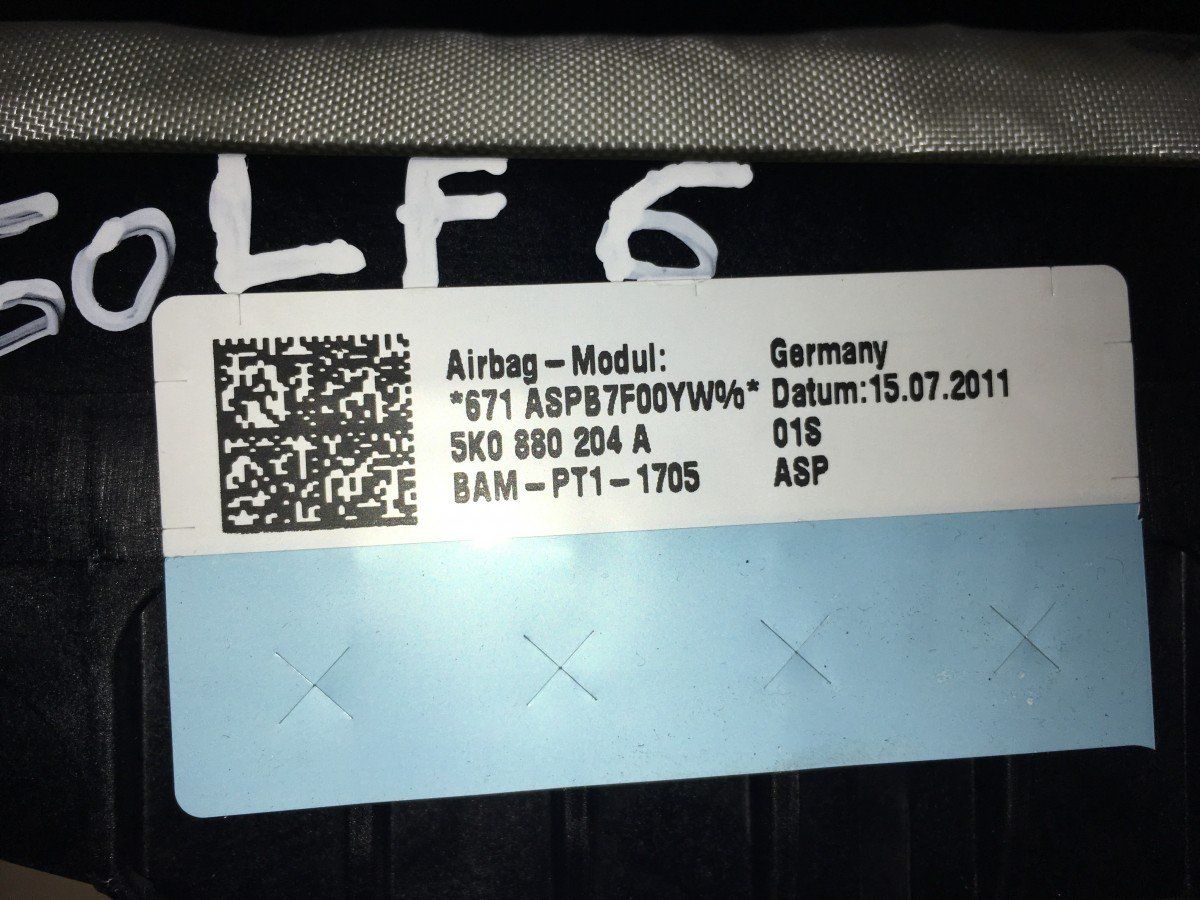 GOLF 6
Airbag – Modul:
*671 ASPB7F00YW%*
5K0 880 204 A
BAM – PT1 – 1705
Germany
Datum:15.07.2011
01S
ASP